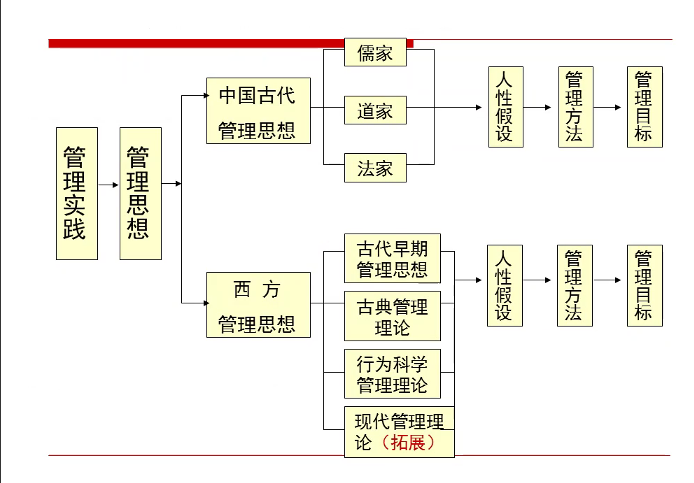 管理实践
管理思想
中国古代
管理思想
儒家
道家
法家
人性假设
管理方法
管理目标
西 方
管理思想
古代早期
管理思想
古典管理
理论
行为科学
管理理论
现代管理理
论（拓展）
人性假设
管理方法
管理目标